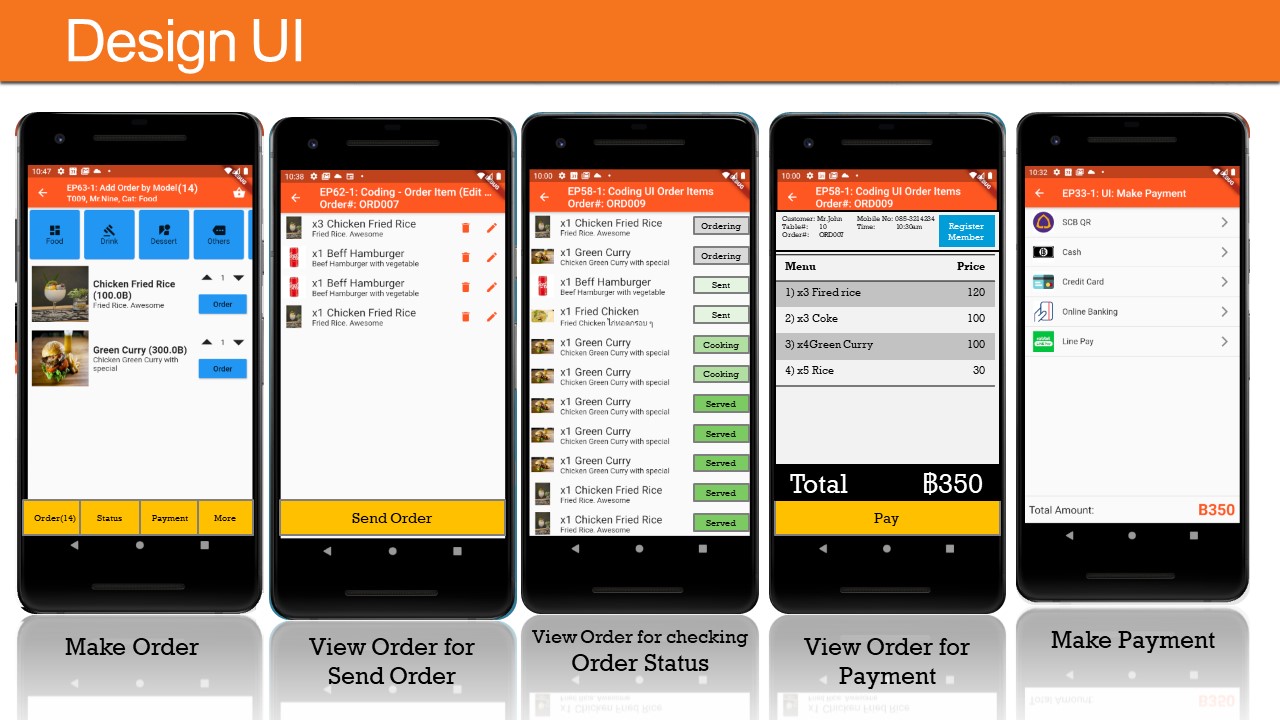 Design UI
10:47
EP63-1: Add Order by Model(14)
T009, Mr.Nine, Cat: Food
Food
Drink
Dessert
Others
Chicken Fried Rice
(100.0B)
Fried Rice. Awesome
1
Order
Green Curry (300.0B)
Chicken Green Curry with
special
1
Order
Order(14)
Status
Payment
More
Make Order
10:38
EP62-1: Coding - Order Item (Edit ...
Order#: ORD007
x3 Chicken Fried Rice
Fried Rice. Awesome
x1 Beff Hamburger
Beef Hamburger with vegetable
x1 Beff Hamburger
Beef Hamburger with vegetable
x1 Chicken Fried Rice
Fried Rice. Awesome
Send Order
View Order for
Send Order
10:00
EP58-1: Coding UI Order Items
Order#: ORD009
x1 Chicken Fried Rice
Fried Rice. Awesome
Ordering
x1 Green Curry
Chicken Green Curry with special
Ordering
x1 Beff Hamburger
Beef Hamburger with vegetable
Sent
x1 Fried Chicken
Fried Chicken ไก่ทอดกรอบ ๆ
Sent
x1 Green Curry
Chicken Green Curry with special
Cooking
x1 Green Curry
Chicken Green Curry with special
Cooking
x1 Green Curry
Chicken Green Curry with special
Served
x1 Green Curry
Chicken Green Curry with special
Served
x1 Green Curry
Chicken Green Curry with special
Served
x1 Chicken Fried Rice
Fried Rice. Awesome
Served
x1 Chicken Fried Rice
Fried Rice. Awesome
Served
View Order for checking
Order Status
10:00
EP58-1: Coding UI Order Items
Order#: ORD009
Customer: Mr.John Mobile No: 085-3234234
Table#: 10 Time: 10:30am
Order#: ORD007
Register
Member
Menu Price
1) x3 Fired rice 120
2) x3 Coke 100
3) x4Green Curry 100
4) x5 Rice 30
Total ฿350
Pay
View Order for
Payment
10:32
EP33-1: UI: Make Payment
SCB QR
Cash
Credit Card
Online Banking
Line Pay
Total Amount: B350
Make Payment